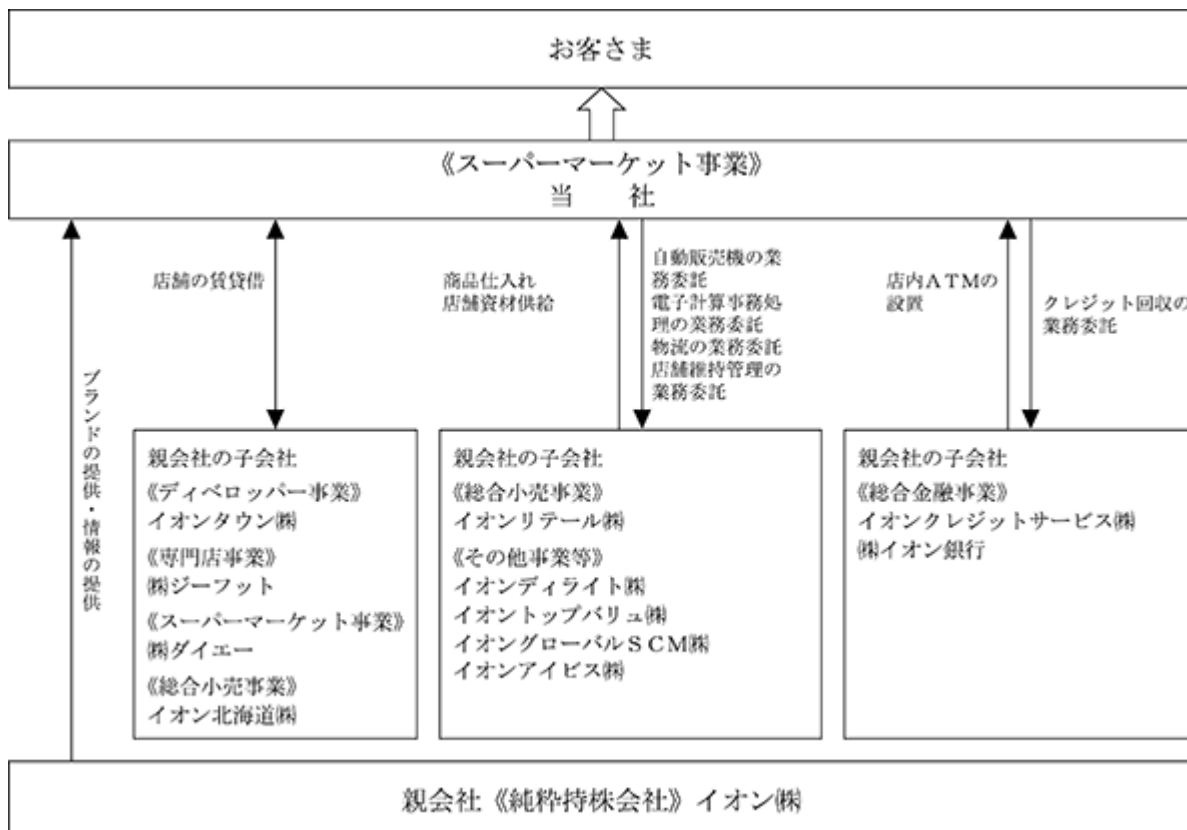 お客さま
《スーパーマーケット事業》
当　　社
店舗の賃貸借
商品仕入れ
店舗資材供給
自動販売機の業
務委託
電子計算事務処
理の業務委託
物流の業務委託
店舗維持管理の
業務委託
店内ＡＴＭの
設置
クレジット回収の
業務委託
ブランドの提供・情報の提供
親会社の子会社
《ディベロッパー事業》
イオンタウン㈱
《専門店事業》
㈱ジーフット
《スーパーマーケット事業》
㈱ダイエー
《総合小売事業》
イオン北海道㈱
親会社の子会社
《総合小売事業》
イオンリテール㈱
《その他事業等》
イオンディライト㈱
イオントップバリュ㈱
イオングローバルＳＣＭ㈱
イオンアイビス㈱
親会社の子会社
《総合金融事業》
イオンクレジットサービス㈱
㈱イオン銀行
親会社《純粋持株会社》イオン㈱